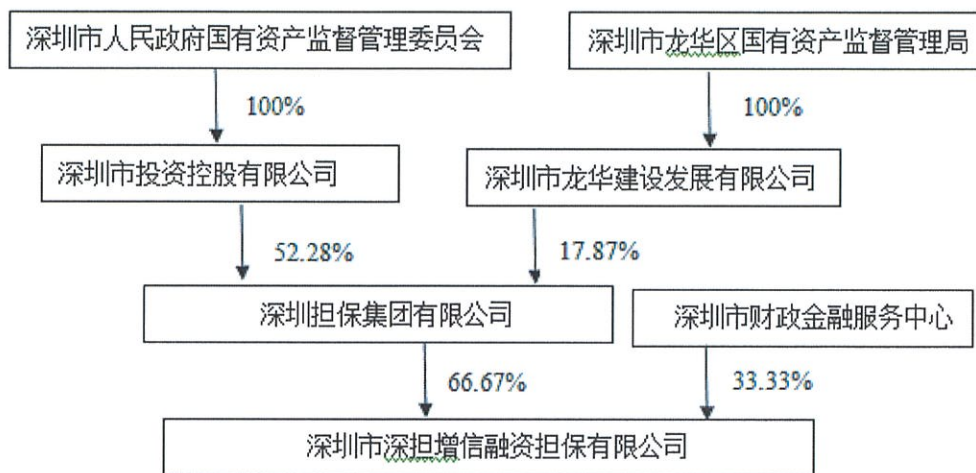 深圳市人民政府国有资产监督管理委员会
深圳市龙华区国有资产监督管理局
100%
100%
深圳市投资控股有限公司
深圳市龙华建设发展有限公司
52.28%
17.87%
深圳担保集团有限公司
深圳市财政金融服务中心
66.67%
33.33%
深圳市深担增信融资担保有限公司